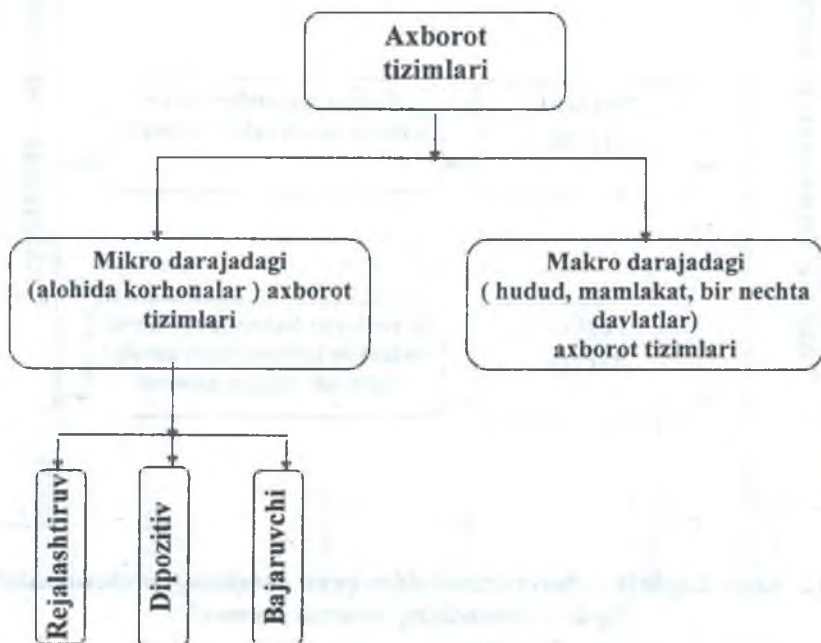 Axborot
tizimlari
Mikro darajadagi
(alohida korhonalar ) axborot
tizimlari
Makro darajadagi
( hudud, mamlakat, bir nechta
davlatlar)
axborot tizimlari
Rejalashtiruv
Dipozitiv
Bajaruvchi